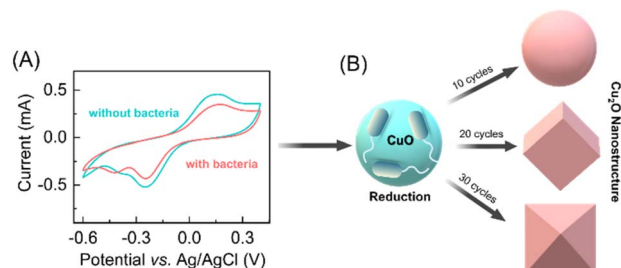 (A)
Current (mA)
0.5
0.0
-0.5
without bacteria
with bacteria
-0.6
-0.3
0.0
0.3
Potential vs. Ag/AgCl (V)
(B)
CuO
Reduction
10 cycles
20 cycles
30 cycles
Cu₂O Nanostructure